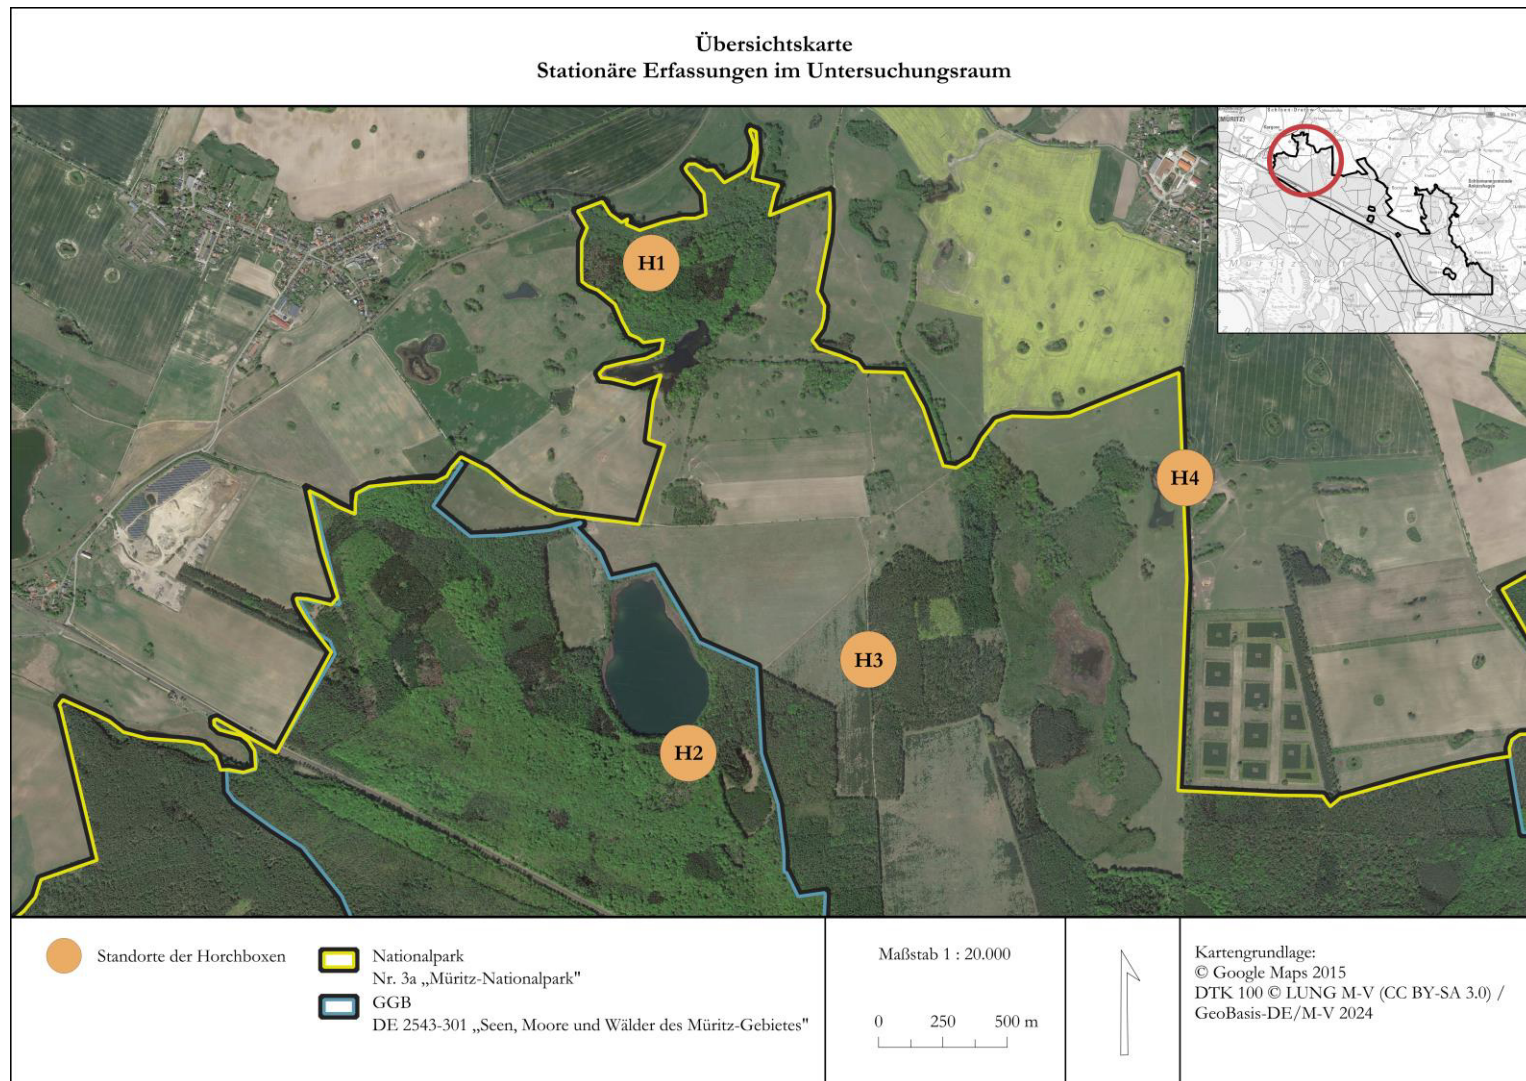 Übersichtskarte
Stationäre Erfassungen im Untersuchungsraum
(MÜRITZ)
H1
H4
H3
H2
Standorte der Horchboxen
Nationalpark
Nr. 3a „Müritz-Nationalpark"
GGB
DE 2543-301 „Seen, Moore und Wälder des Müritz-Gebietes"
Maßstab 1 : 20.000
0 250 500 m
Kartengrundlage:
© Google Maps 2015
DTK 100 © LUNG M-V (CC BY-SA 3.0) /
GeoBasis-DE/M-V 2024